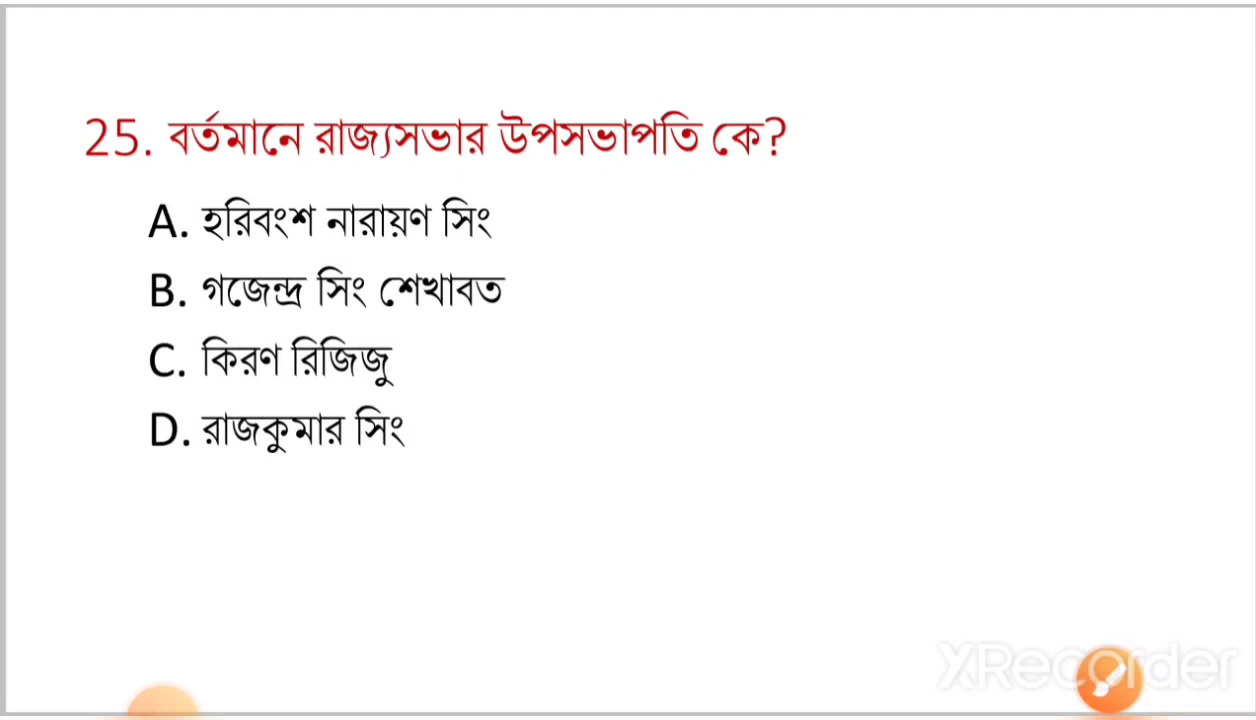 25. বর্তমানে রাজ্যসভার উপসভাপতি কে?
A. হরিবংশ নারায়ণ সিং
B. গজেন্দ্র সিং শেখাবত
C. কিরণ রিজিজু
D. রাজকুমার সিং
XRecorder